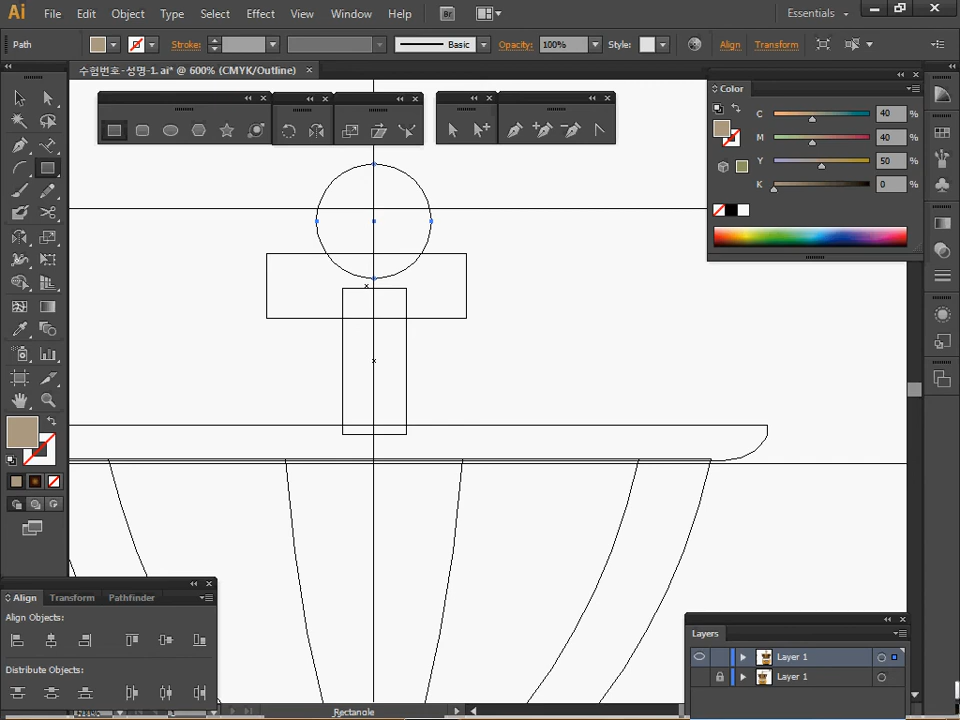 Ai File Edit Object Type Select Effect View Window Help Br Essentials
Path Stroke: Basic Opacity: 100% Style: Align Transform
수험번호-성명-1.ai* @ 600% (CMYK/Outline)
Color
C 40 %
M 40 %
Y 50 %
K 0 %
Align Transform Pathfinder
Align Objects:
Distribute Objects:
Layers
Layer 1
Layer 1
Rectangle